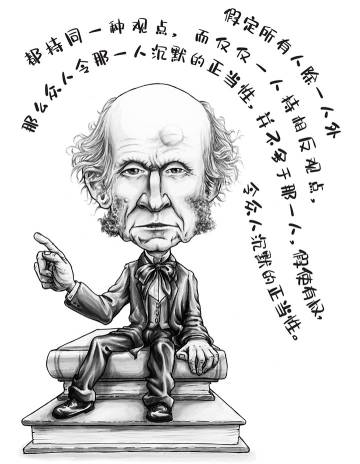 假定所有人除一人外
都持同一种观点，而仅仅一人持相反观点，
那么众人令那一人沉默的正当性，并不多于那一人，假使有权，
令众人沉默的正当性。